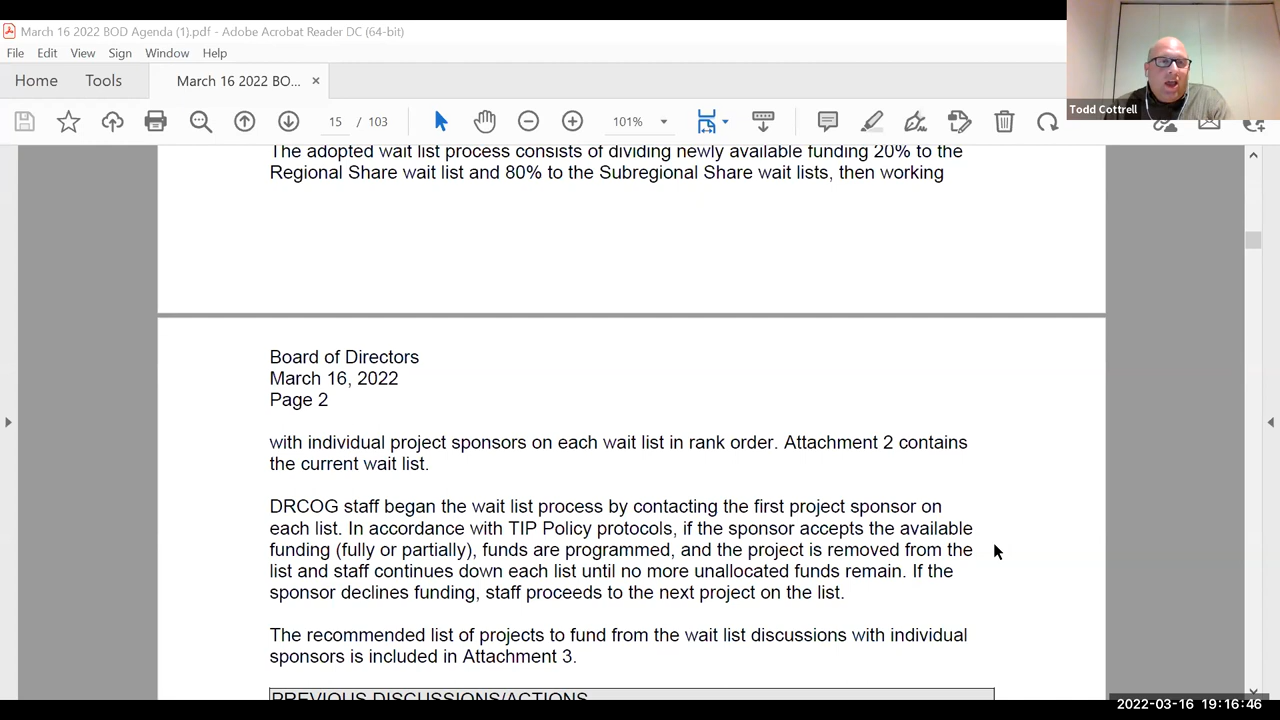 March 16 2022 BOD Agenda (1).pdf - Adobe Acrobat Reader DC (64-bit)
File Edit View Sign Window Help
Home Tools March 16 2022 BO... ×
15 / 103 101%
Todd Cottrell
The adopted wait list process consists of dividing newly available funding 20% to the
Regional Share wait list and 80% to the Subregional Share wait lists, then working
Board of Directors
March 16, 2022
Page 2
with individual project sponsors on each wait list in rank order. Attachment 2 contains
the current wait list.
DRCOG staff began the wait list process by contacting the first project sponsor on
each list. In accordance with TIP Policy protocols, if the sponsor accepts the available
funding (fully or partially), funds are programmed, and the project is removed from the
list and staff continues down each list until no more unallocated funds remain. If the
sponsor declines funding, staff proceeds to the next project on the list.
The recommended list of projects to fund from the wait list discussions with individual
sponsors is included in Attachment 3.
PREVIOUS DISCUSSIONS/ACTIONS
2022-03-16 19:16:46